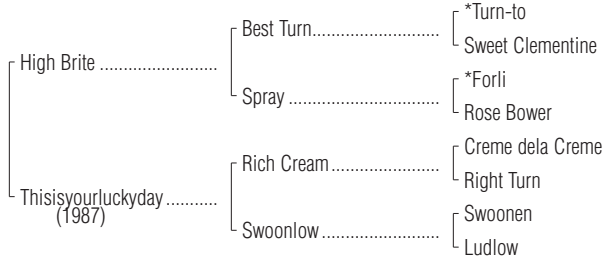 *Turn-to
Best Turn........................
Sweet Clementine
High Brite ......................
*Forli
Spray .............................
Rose Bower
Creme dela Creme
Rich Cream.....................
Right Turn
Thisisyourluckyday..........
(1987)
Swoonen
Swoonlow ......................
Ludlow